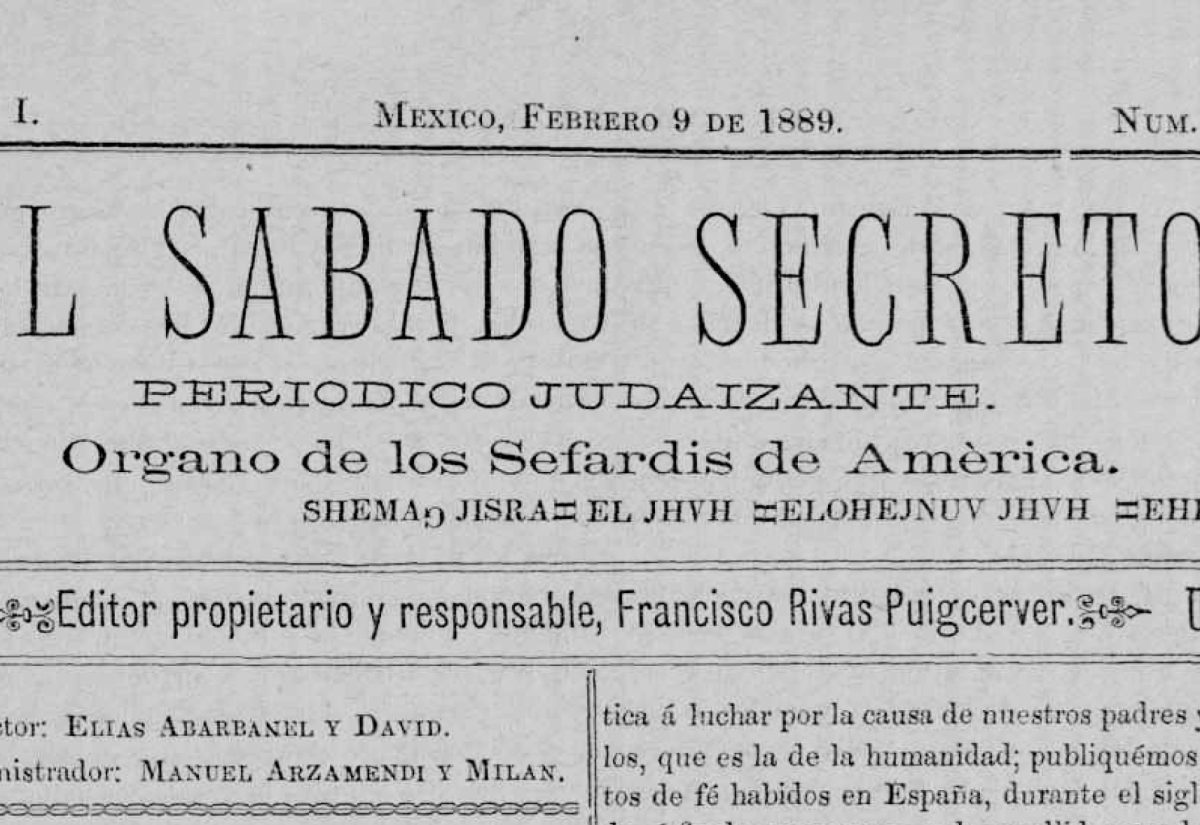 I. MEXICO, FEBRERO 9 DE 1889. NUM.
L SABADO SECRETO
PERIODICO JUDAIZANTE.
Organo de los Sefardis de Amèrica.
SHEMA JISRA EL JHVH ELOHEJNUV JHVH
Editor propietario y responsable, Francisco Rivas Puigcerver.
ctor: ELIAS ABARBANEL Y DAVID.
nistrador: MANUEL ARZAMENDI Y MILAN.
tica á luchar por la causa de nuestros padres y
los, que es la de la humanidad; publiquémos
tos de fé habidos en España, durante el sigl